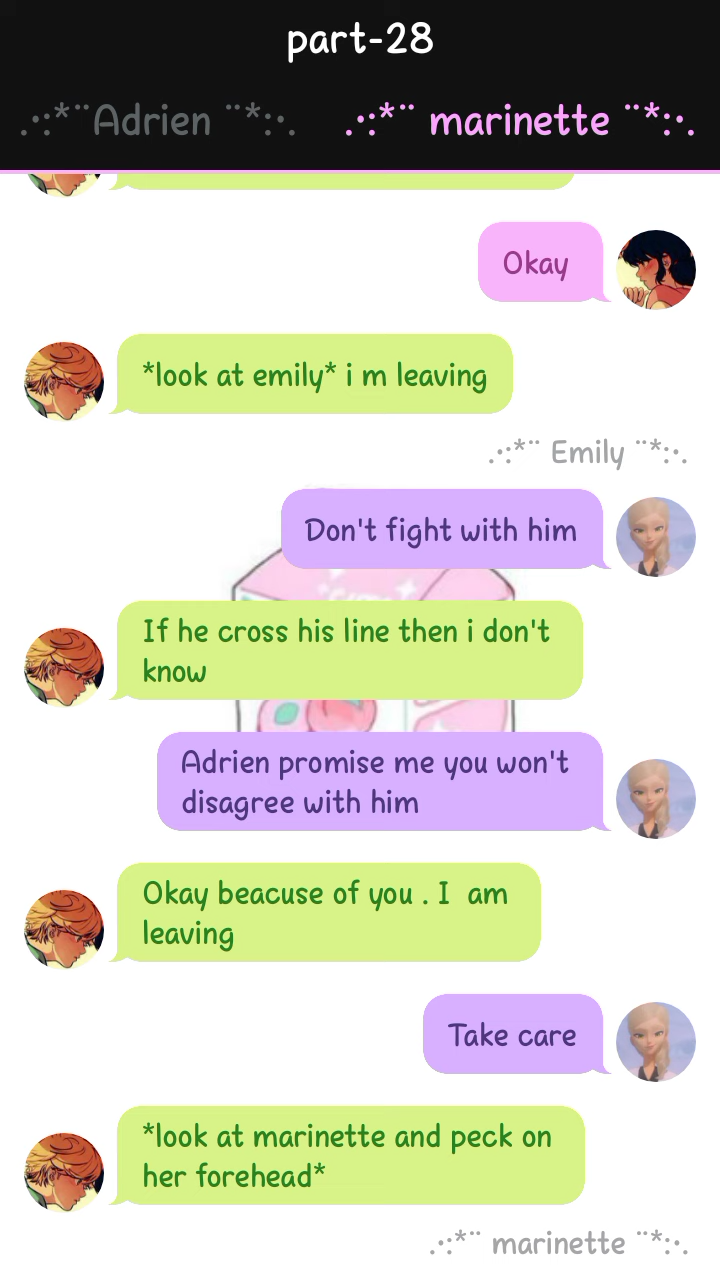 part-28
.·:*¨Adrien ¨*:·. .·:*¨ marinette ¨*:·.
Okay
*look at emily* i m leaving
.·:*¨ Emily ¨*:·.
Don't fight with him
If he cross his line then i don't
know
Adrien promise me you won't
disagree with him
Okay beacuse of you . I  am
leaving
Take care
*look at marinette and peck on
her forehead*
.·:*¨ marinette ¨*:·.